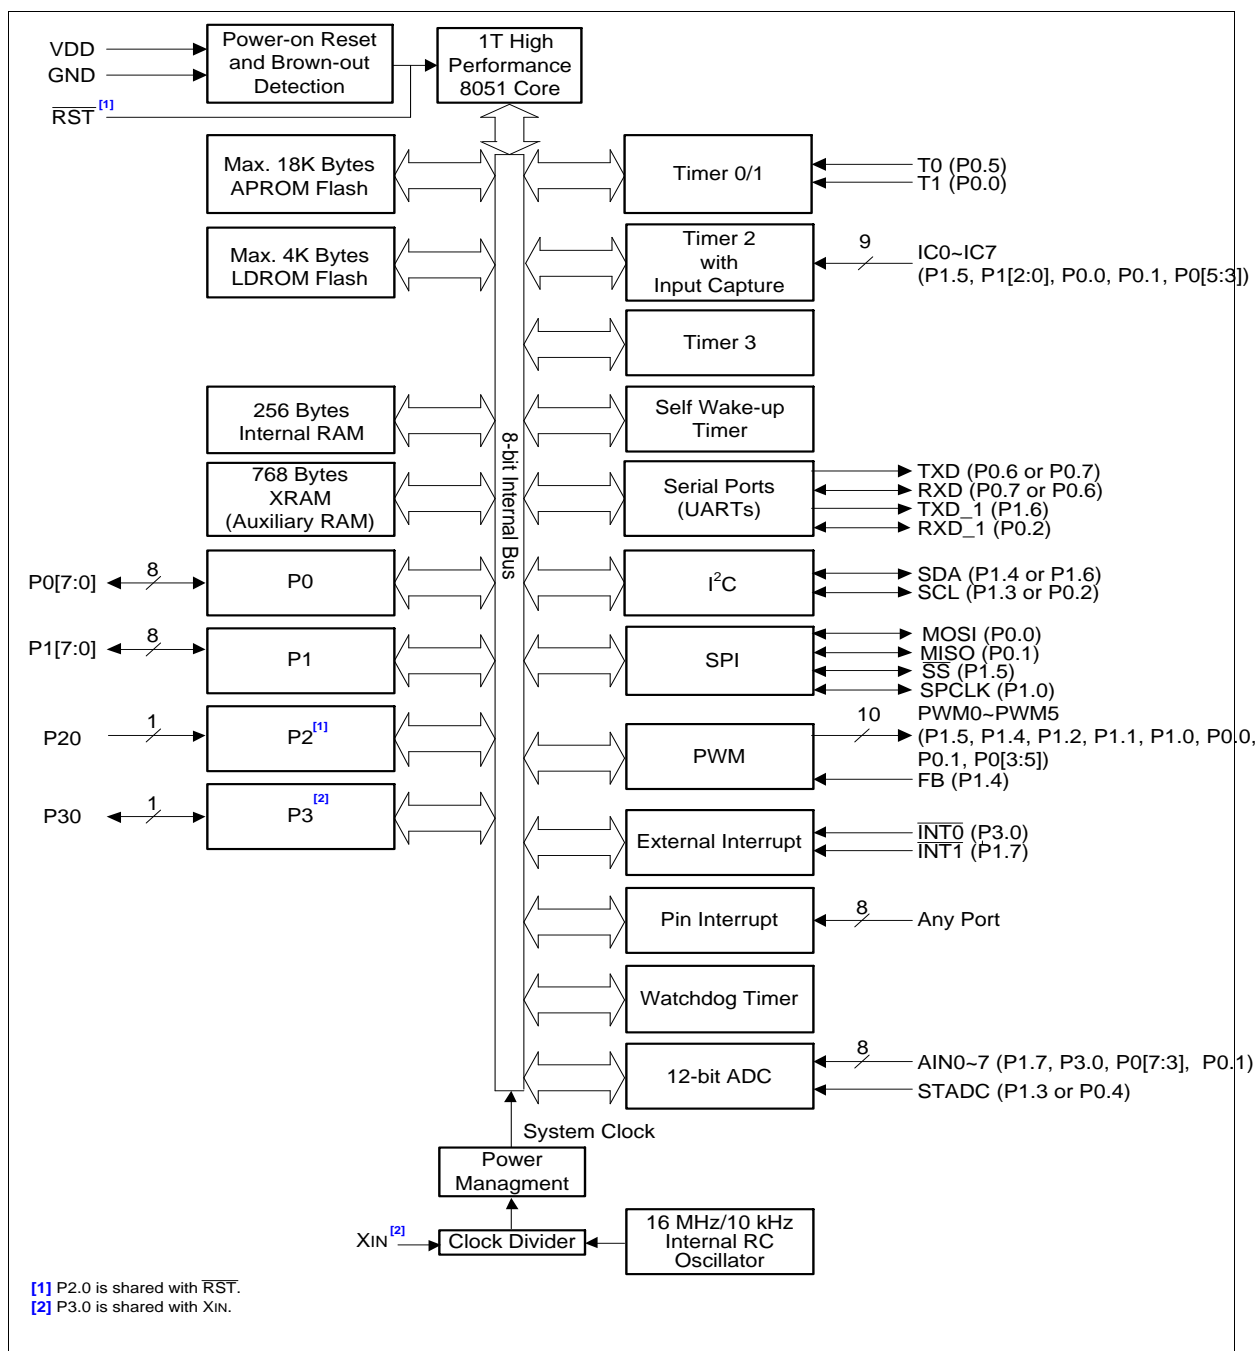 VDD
GND
RST [1]
Power-on Reset
and Brown-out
Detection
1T High
Performance
8051 Core
Max. 18K Bytes
APROM Flash
Timer 0/1
T0 (P0.5)
T1 (P0.0)
Max. 4K Bytes
LDROM Flash
Timer 2
with
Input Capture
9
IC0~IC7
(P1.5, P1[2:0], P0.0, P0.1, P0[5:3])
Timer 3
256 Bytes
Internal RAM
8-bit Internal Bus
Self Wake-up
Timer
768 Bytes
XRAM
(Auxiliary RAM)
Serial Ports
(UARTs)
TXD (P0.6 or P0.7)
RXD (P0.7 or P0.6)
TXD_1 (P1.6)
RXD_1 (P0.2)
P0[7:0]
8
P0
I²C
SDA (P1.4 or P1.6)
SCL (P1.3 or P0.2)
P1[7:0]
8
P1
SPI
MOSI (P0.0)
MISO (P0.1)
SS (P1.5)
SPCLK (P1.0)
P20
1
P2[1]
PWM
10
PWM0~PWM5
(P1.5, P1.4, P1.2, P1.1, P1.0, P0.0,
P0.1, P0[3:5])
FB (P1.4)
P30
1
P3[2]
External Interrupt
INT0 (P3.0)
INT1 (P1.7)
Pin Interrupt
8
Any Port
Watchdog Timer
12-bit ADC
8
AIN0~7 (P1.7, P3.0, P0[7:3], P0.1)
STADC (P1.3 or P0.4)
System Clock
Power
Managment
XIN [2]
Clock Divider
16 MHz/10 kHz
Internal RC
Oscillator
[1] P2.0 is shared with RST.
[2] P3.0 is shared with XIN.